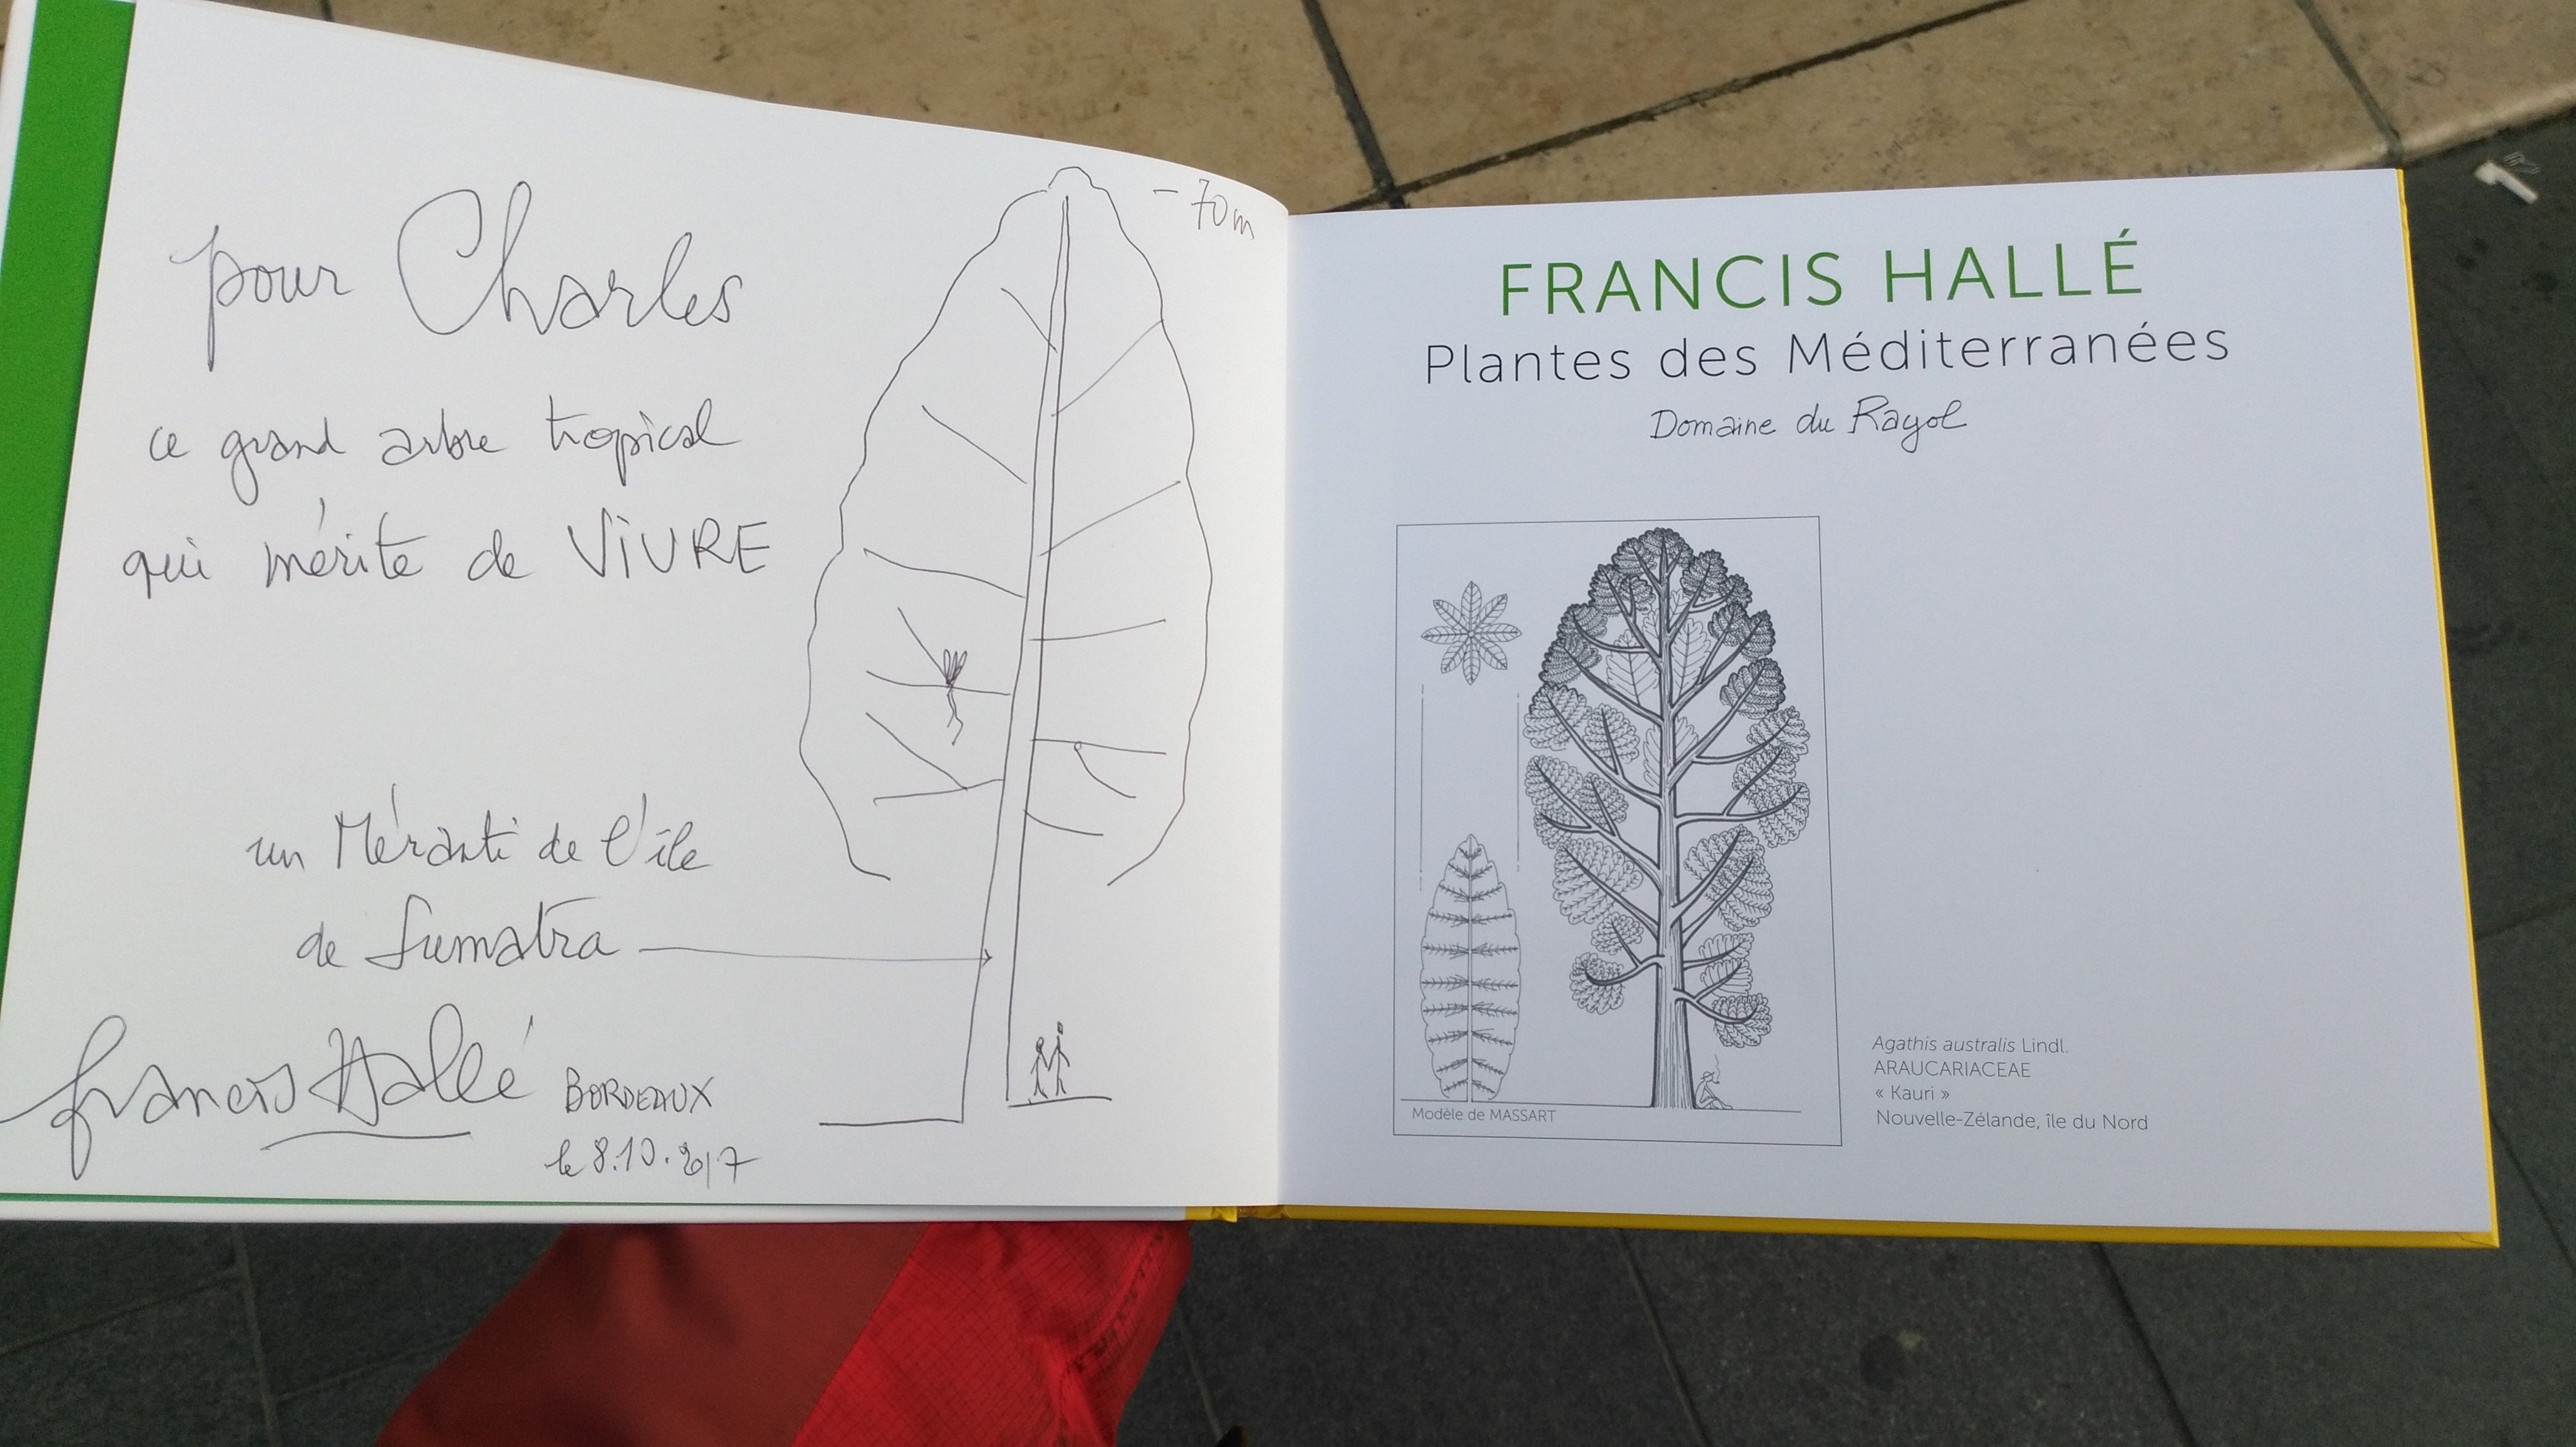 pour Charles
ce grand arbre tropical
qui mérite de ViVURE
un Méranti de l'île
de Sumatra
Francis Hallé
BORDEAUX
le 8.10.2017
- 70 m
FRANCIS HALLÉ
Plantes des Méditerranées
Domaine du Rayol
Modèle de MASSART
Agathis australis Lindl.
ARAUCARIACEAE
« Kauri »
Nouvelle-Zélande, île du Nord